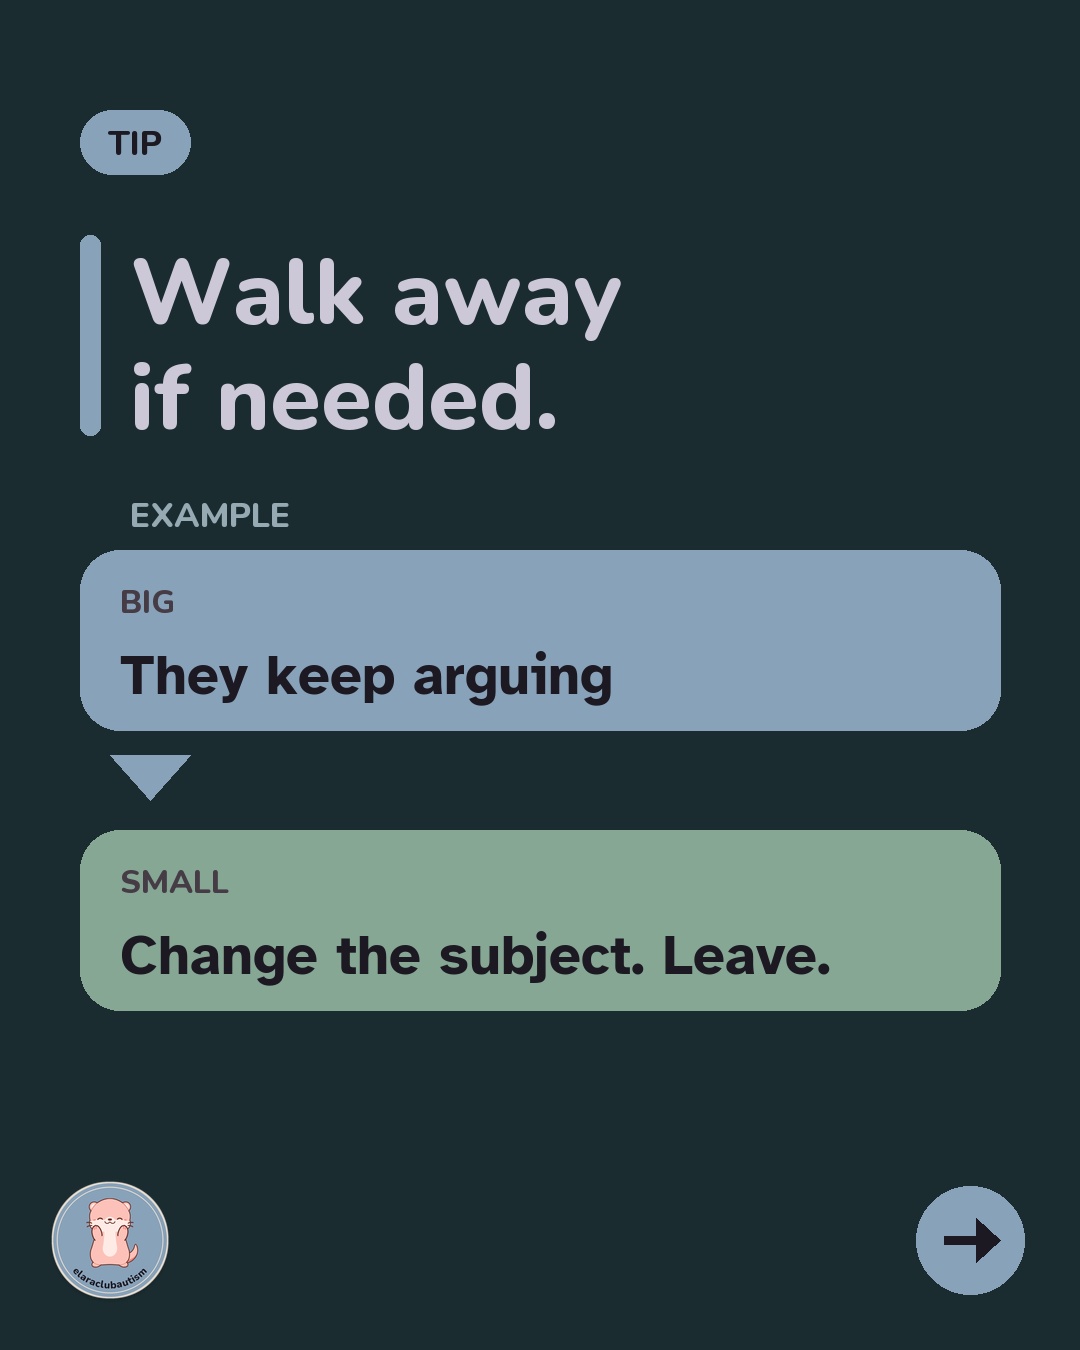 TIP
Walk away
if needed.
EXAMPLE
BIG
They keep arguing
SMALL
Change the subject. Leave.
elaraclubautism